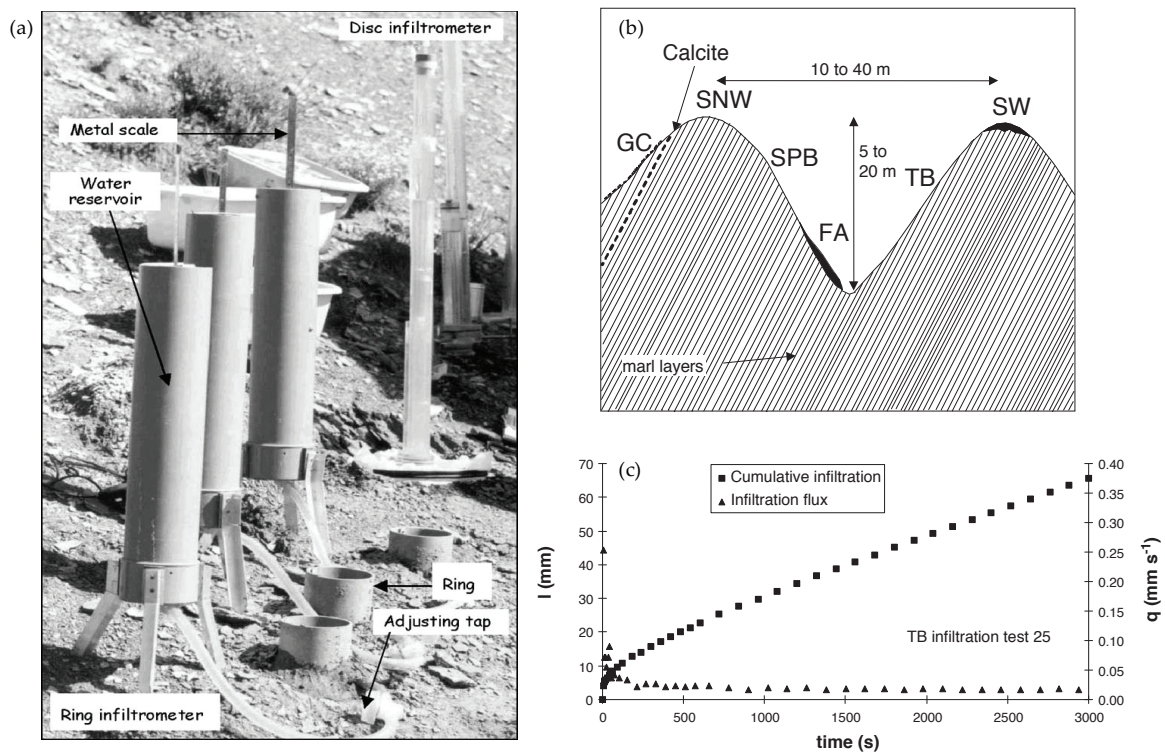 (a)
Disc infiltrometer
Metal scale
Water
reservoir
Ring
Adjusting tap
Ring infiltrometer
(b)
Calcite
10 to 40 m
SNW
SW
GC
SPB
5 to
20 m
TB
FA
marl layers
(c)
70
60
50
40
30
20
10
0
I (mm)
Cumulative infiltration
Infiltration flux
TB infiltration test 25
0.40
0.35
0.30
0.25
0.20
0.15
0.10
0.05
0.00
q (mm s⁻¹)
0 500 1000 1500 2000 2500 3000
time (s)